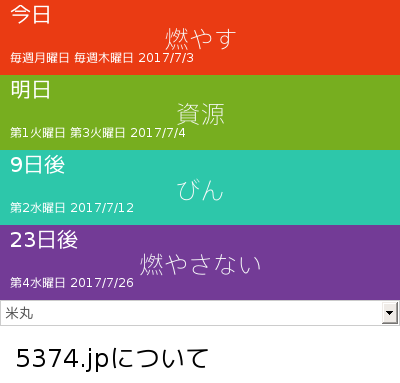 今日
燃やす
毎週月曜日 毎週木曜日 2017/7/3
明日
資源
第1火曜日 第3火曜日 2017/7/4
9日後
びん
第2水曜日 2017/7/12
23日後
燃やさない
第4水曜日 2017/7/26
米丸
5374.jpについて